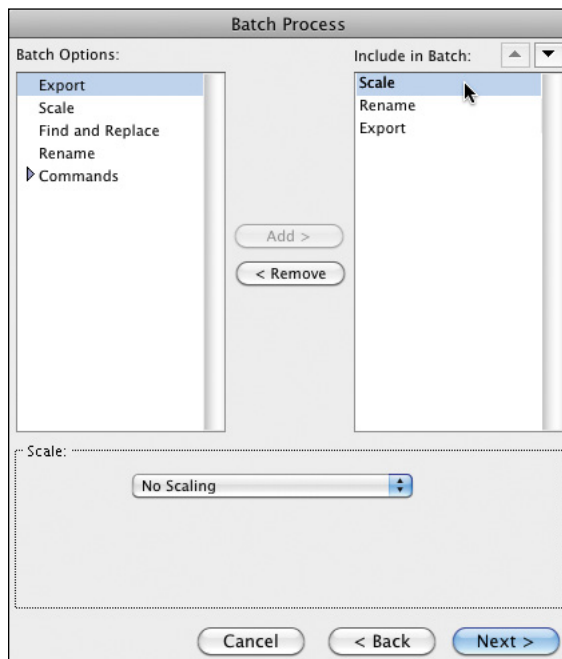 Batch Process
Batch Options:
Include in Batch:
Export
Scale
Find and Replace
Rename
Commands
Scale
Rename
Export
Add >
< Remove
Scale:
No Scaling
Cancel
< Back
Next >